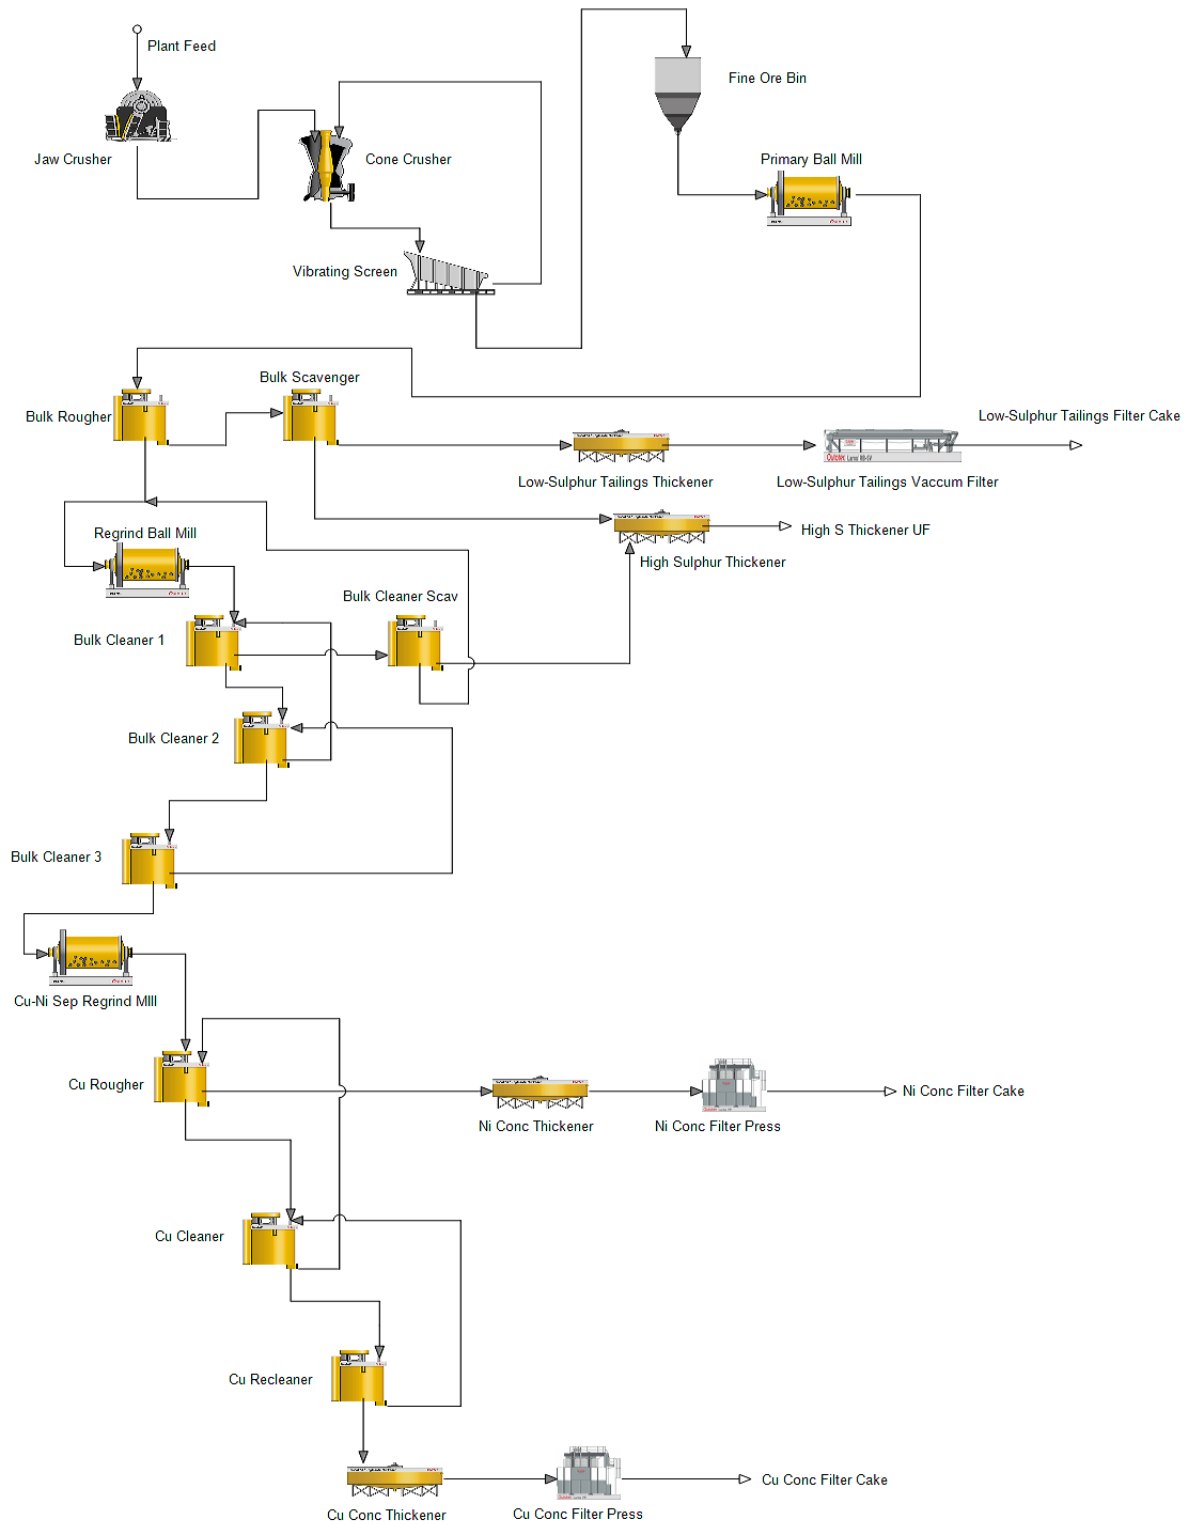 Plant Feed
Fine Ore Bin
Jaw Crusher
Cone Crusher
Primary Ball Mill
Vibrating Screen
Bulk Scavenger
Bulk Rougher
Low-Sulphur Tailings Filter Cake
Low-Sulphur Tailings Thickener
Low-Sulphur Tailings Vaccum Filter
Regrind Ball Mill
High S Thickener UF
High Sulphur Thickener
Bulk Cleaner Scav
Bulk Cleaner 1
Bulk Cleaner 2
Bulk Cleaner 3
Cu-Ni Sep Regrind MIll
Cu Rougher
Ni Conc Filter Cake
Ni Conc Thickener
Ni Conc Filter Press
Cu Cleaner
Cu Recleaner
Cu Conc Filter Cake
Cu Conc Thickener
Cu Conc Filter Press